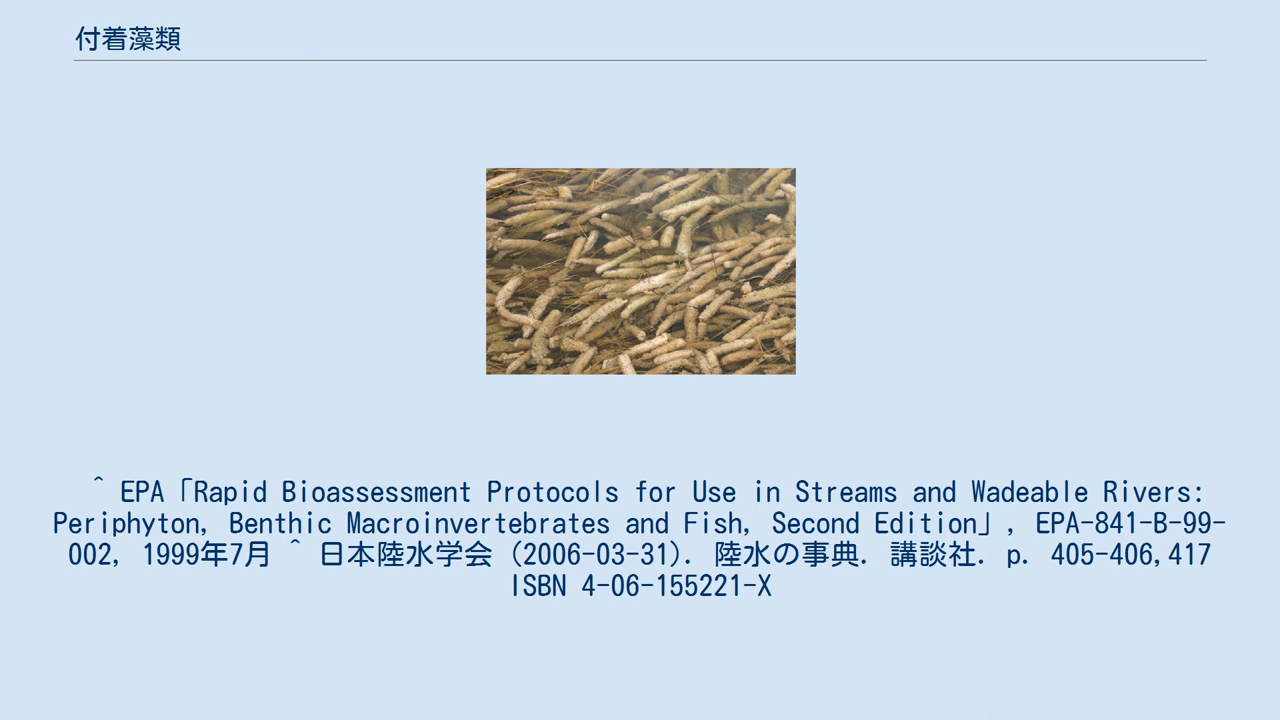 付着藻類
^ EPA「Rapid Bioassessment Protocols for Use in Streams and Wadeable Rivers:
Periphyton, Benthic Macroinvertebrates and Fish, Second Edition」, EPA-841-B-99-
002, 1999年7月 ^ 日本陸水学会 (2006-03-31). 陸水の事典. 講談社. p. 405-406,417
ISBN 4-06-155221-X